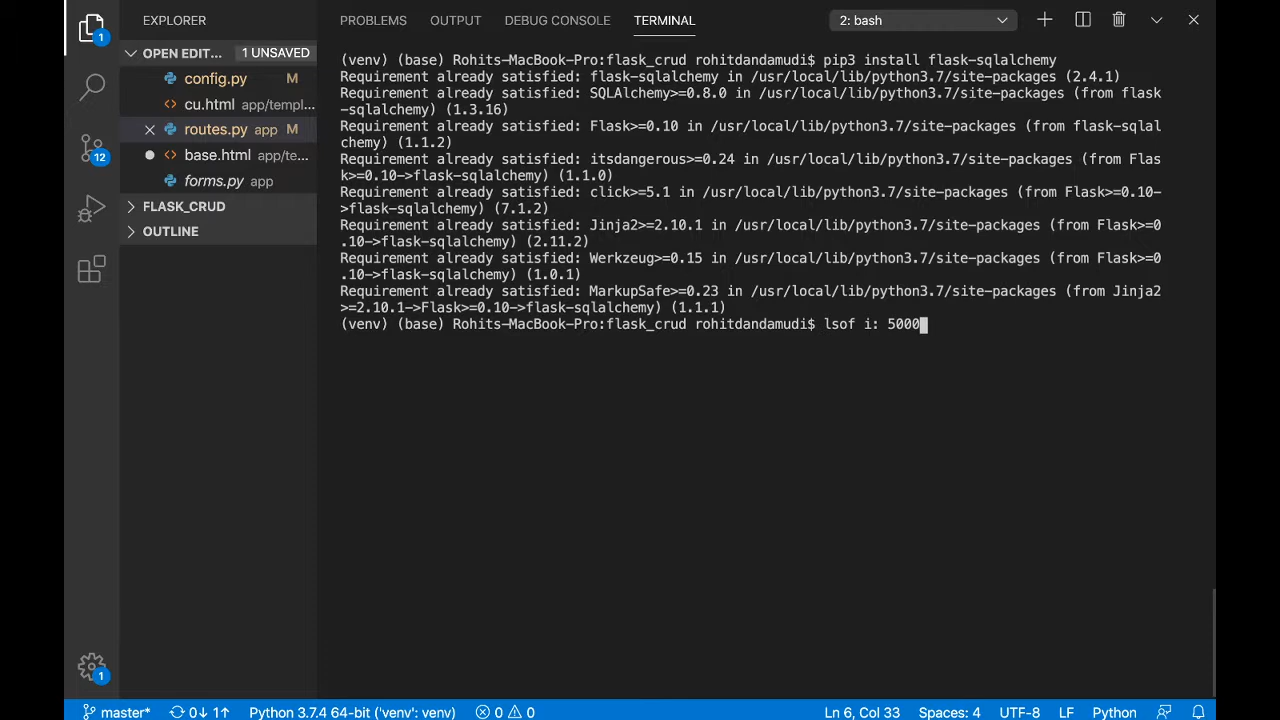 EXPLORER
PROBLEMS OUTPUT DEBUG CONSOLE TERMINAL 2: bash
1
OPEN EDIT... 1 UNSAVED
config.py M
cu.html app/templ...
routes.py app M
base.html app/te...
forms.py app
FLASK_CRUD
OUTLINE
12
(venv) (base) Rohits-MacBook-Pro:flask_crud rohitdandamudi$ pip3 install flask-sqlalchemy
Requirement already satisfied: flask-sqlalchemy in /usr/local/lib/python3.7/site-packages (2.4.1)
Requirement already satisfied: SQLAlchemy>=0.8.0 in /usr/local/lib/python3.7/site-packages (from flask
-sqlalchemy) (1.3.16)
Requirement already satisfied: Flask>=0.10 in /usr/local/lib/python3.7/site-packages (from flask-sqlal
chemy) (1.1.2)
Requirement already satisfied: itsdangerous>=0.24 in /usr/local/lib/python3.7/site-packages (from Flas
k>=0.10->flask-sqlalchemy) (1.1.0)
Requirement already satisfied: click>=5.1 in /usr/local/lib/python3.7/site-packages (from Flask>=0.10-
>flask-sqlalchemy) (7.1.2)
Requirement already satisfied: Jinja2>=2.10.1 in /usr/local/lib/python3.7/site-packages (from Flask>=0
.10->flask-sqlalchemy) (2.11.2)
Requirement already satisfied: Werkzeug>=0.15 in /usr/local/lib/python3.7/site-packages (from Flask>=0
.10->flask-sqlalchemy) (1.0.1)
Requirement already satisfied: MarkupSafe>=0.23 in /usr/local/lib/python3.7/site-packages (from Jinja2
>=2.10.1->Flask>=0.10->flask-sqlalchemy) (1.1.1)
(venv) (base) Rohits-MacBook-Pro:flask_crud rohitdandamudi$ lsof i: 5000
1
master* 0↓ 1↑ Python 3.7.4 64-bit ('venv': venv) 0 0 Ln 6, Col 33 Spaces: 4 UTF-8 LF Python